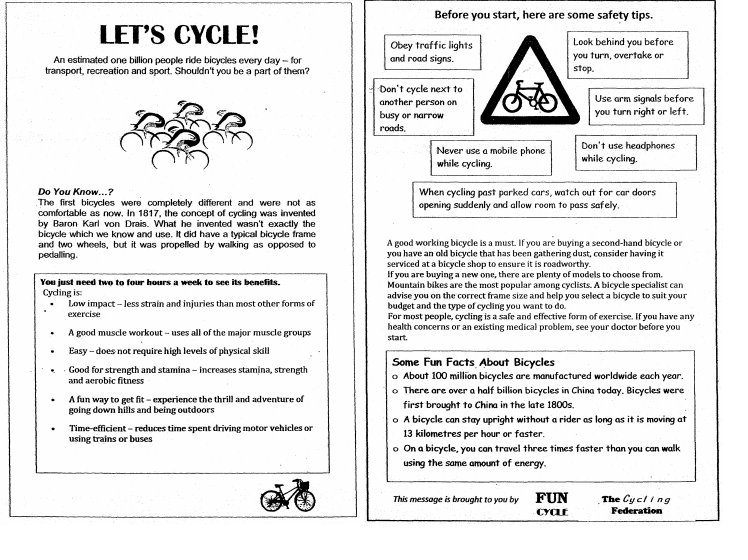 LET'S CYCLE!
An estimated one billion people ride bicycles every day – for
transport, recreation and sport. Shouldn't you be a part of them?
Do You Know...?
The first bicycles were completely different and were not as
comfortable as now. In 1817, the concept of cycling was invented
by Baron Karl von Drais. What he invented wasn't exactly the
bicycle which we know and use. It did have a typical bicycle frame
and two wheels, but it was propelled by walking as opposed to
pedalling.
You just need two to four hours a week to see its benefits.
Cycling is:
• Low impact – less strain and injuries than most other forms of
exercise
• A good muscle workout – uses all of the major muscle groups
• Easy – does not require high levels of physical skill
• Good for strength and stamina – increases stamina, strength
and aerobic fitness
• A fun way to get fit – experience the thrill and adventure of
going down hills and being outdoors
• Time-efficient – reduces time spent driving motor vehicles or
using trains or buses
Before you start, here are some safety tips.
Obey traffic lights
and road signs.
Look behind you before
you turn, overtake or
stop.
Don't cycle next to
another person on
busy or narrow
roads.
Use arm signals before
you turn right or left.
Never use a mobile phone
while cycling.
Don't use headphones
while cycling.
When cycling past parked cars, watch out for car doors
opening suddenly and allow room to pass safely.
A good working bicycle is a must. If you are buying a second-hand bicycle or
you have an old bicycle that has been gathering dust, consider having it
serviced at a bicycle shop to ensure it is roadworthy.
If you are buying a new one, there are plenty of models to choose from.
Mountain bikes are the most popular among cyclists. A bicycle specialist can
advise you on the correct frame size and help you select a bicycle to suit your
budget and the type of cycling you want to do.
For most people, cycling is a safe and effective form of exercise. If you have any
health concerns or an existing medical problem, see your doctor before you
start.
Some Fun Facts About Bicycles
o About 100 million bicycles are manufactured worldwide each year.
o There are over a half billion bicycles in China today. Bicycles were
first brought to China in the late 1800s.
o A bicycle can stay upright without a rider as long as it is moving at
13 kilometres per hour or faster.
o On a bicycle, you can travel three times faster than you can walk
using the same amount of energy.
This message is brought to you by
FUN
CYCLE
The Cycling
Federation